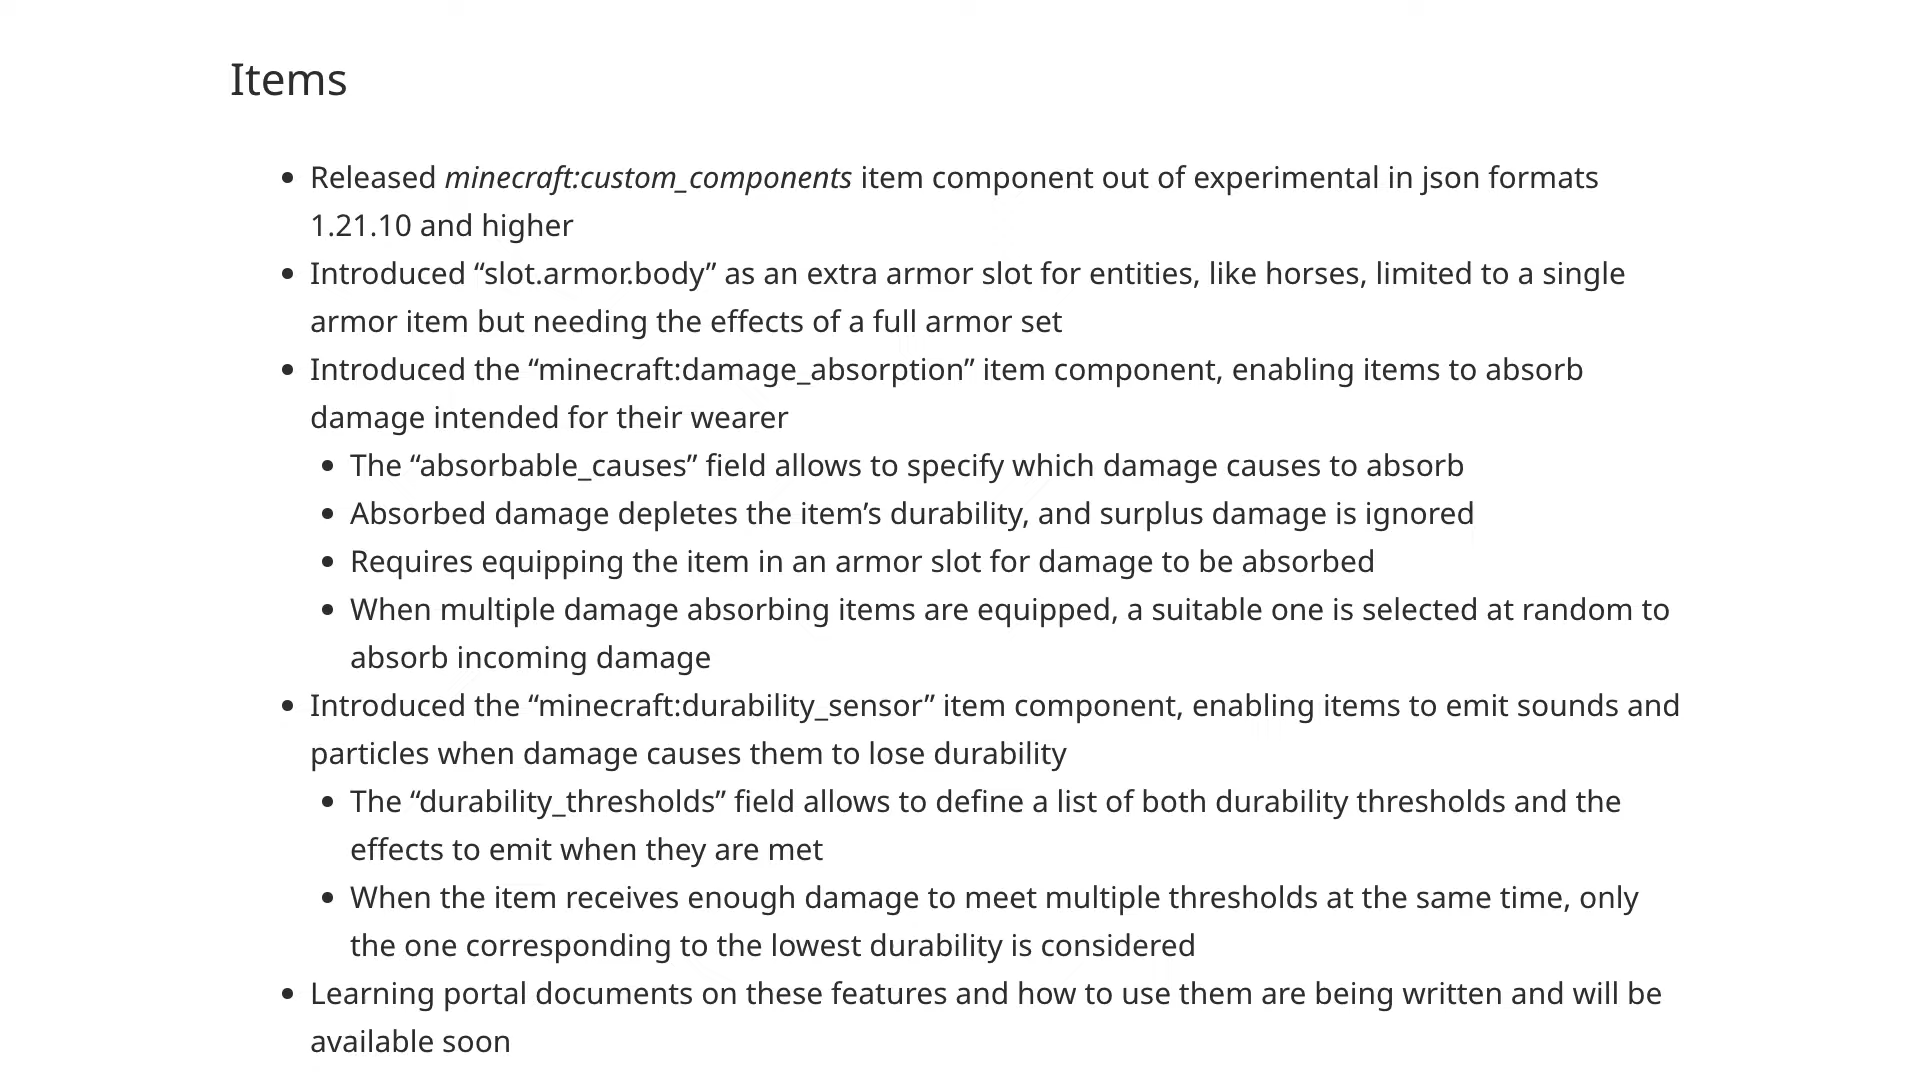 Items
• Released minecraft:custom_components item component out of experimental in json formats
1.21.10 and higher
• Introduced “slot.armor.body” as an extra armor slot for entities, like horses, limited to a single
armor item but needing the effects of a full armor set
• Introduced the “minecraft:damage_absorption” item component, enabling items to absorb
damage intended for their wearer
• The “absorbable_causes” field allows to specify which damage causes to absorb
• Absorbed damage depletes the item’s durability, and surplus damage is ignored
• Requires equipping the item in an armor slot for damage to be absorbed
• When multiple damage absorbing items are equipped, a suitable one is selected at random to
absorb incoming damage
• Introduced the “minecraft:durability_sensor” item component, enabling items to emit sounds and
particles when damage causes them to lose durability
• The “durability_thresholds” field allows to define a list of both durability thresholds and the
effects to emit when they are met
• When the item receives enough damage to meet multiple thresholds at the same time, only
the one corresponding to the lowest durability is considered
• Learning portal documents on these features and how to use them are being written and will be
available soon